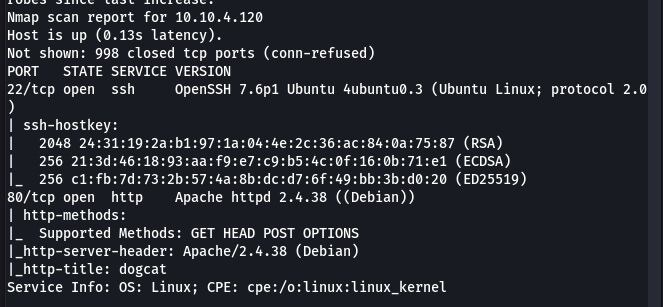 robes since last increase.
Nmap scan report for 10.10.4.120
Host is up (0.13s latency).
Not shown: 998 closed tcp ports (conn-refused)
PORT   STATE SERVICE VERSION
22/tcp open  ssh     OpenSSH 7.6p1 Ubuntu 4ubuntu0.3 (Ubuntu Linux; protocol 2.0
)
| ssh-hostkey:
|   2048 24:31:19:2a:b1:97:1a:04:4e:2c:36:ac:84:0a:75:87 (RSA)
|   256 21:3d:46:18:93:aa:f9:e7:c9:b5:4c:0f:16:0b:71:e1 (ECDSA)
|_  256 c1:fb:7d:73:2b:57:4a:8b:dc:d7:6f:49:bb:3b:d0:20 (ED25519)
80/tcp open  http    Apache httpd 2.4.38 ((Debian))
| http-methods:
|_  Supported Methods: GET HEAD POST OPTIONS
|_http-server-header: Apache/2.4.38 (Debian)
|_http-title: dogcat
Service Info: OS: Linux; CPE: cpe:/o:linux:linux_kernel